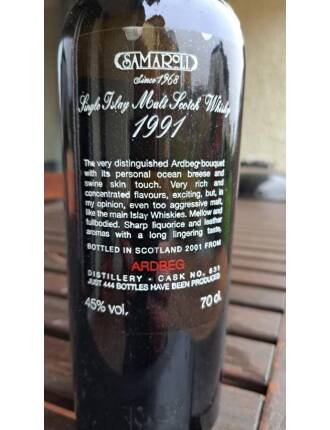 SAMAROLI
Since 1968
Single Islay Malt Scotch Whisky
1991
The very distinguished Ardbeg-bouquet
with its personal ocean breese and
swine skin touch. Very rich and
concentrated flavours, exciting, but, in
my opinion, even too aggressive malt,
like the main Islay Whiskies. Mellow and
fullbodied. Sharp liquorice and leather
aromas with a long lingering taste.
BOTTLED IN SCOTLAND 2001 FROM
ARDBEG
DISTILLERY - CASK NO. 631
JUST 444 BOTTLES HAVE BEEN PRODUCED
45% vol.
70 cl.